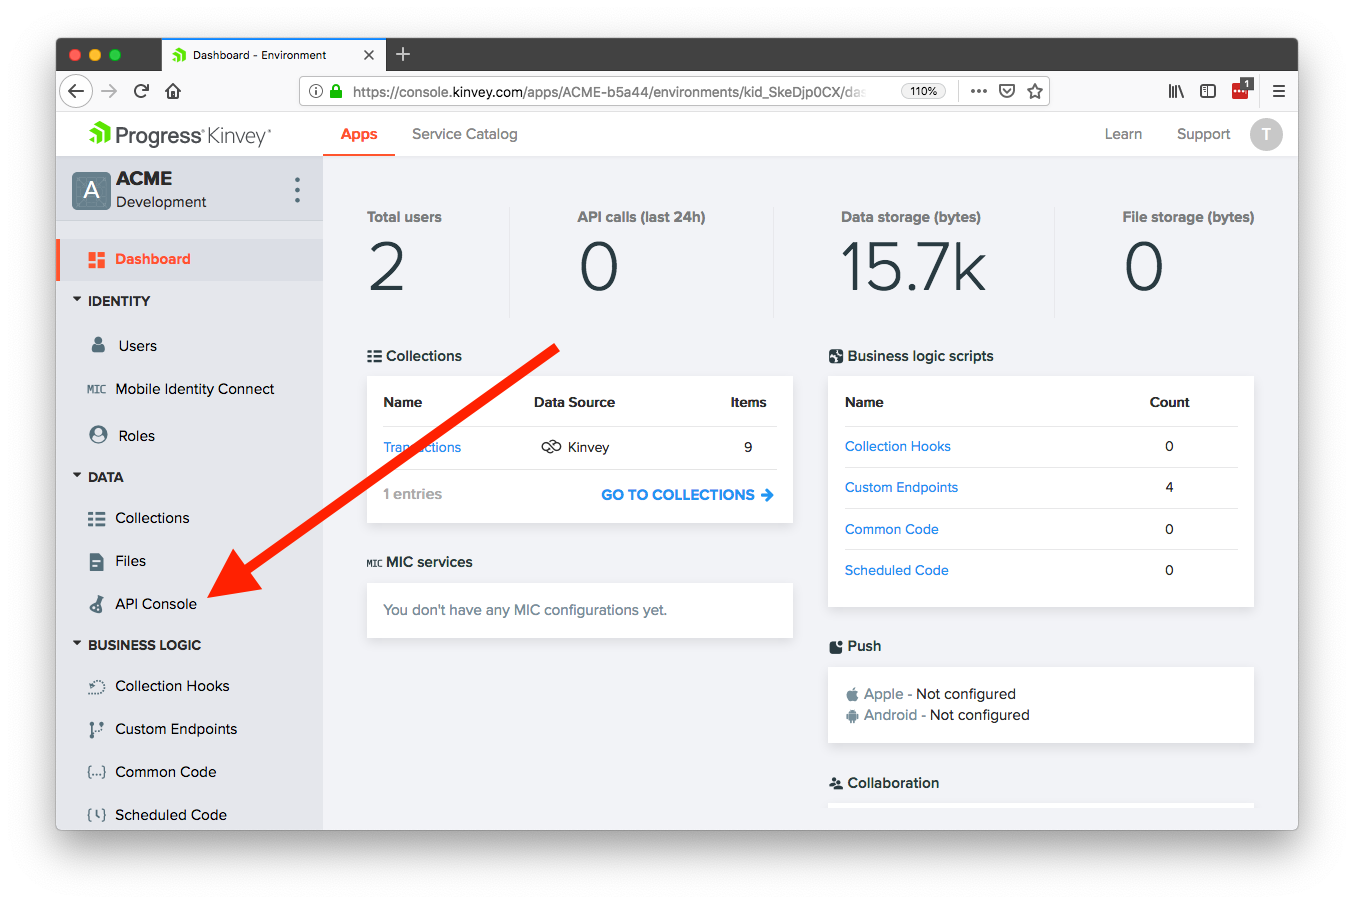 Dashboard - Environment
https://console.kinvey.com/apps/ACME-b5a44/environments/kid_SkeDjp0CX/das
110%
1
Progress Kinvey
Apps
Service Catalog
Learn
Support
T
A
ACME
Development
Dashboard
IDENTITY
Users
MIC Mobile Identity Connect
Roles
DATA
Collections
Files
API Console
BUSINESS LOGIC
Collection Hooks
Custom Endpoints
{...} Common Code
Scheduled Code
Total users
2
API calls (last 24h)
0
Data storage (bytes)
15.7k
File storage (bytes)
0
Collections
Name Data Source Items
Transactions Kinvey 9
1 entries GO TO COLLECTIONS
MIC MIC services
You don't have any MIC configurations yet.
Business logic scripts
Name Count
Collection Hooks 0
Custom Endpoints 4
Common Code 0
Scheduled Code 0
Push
Apple - Not configured
Android - Not configured
Collaboration